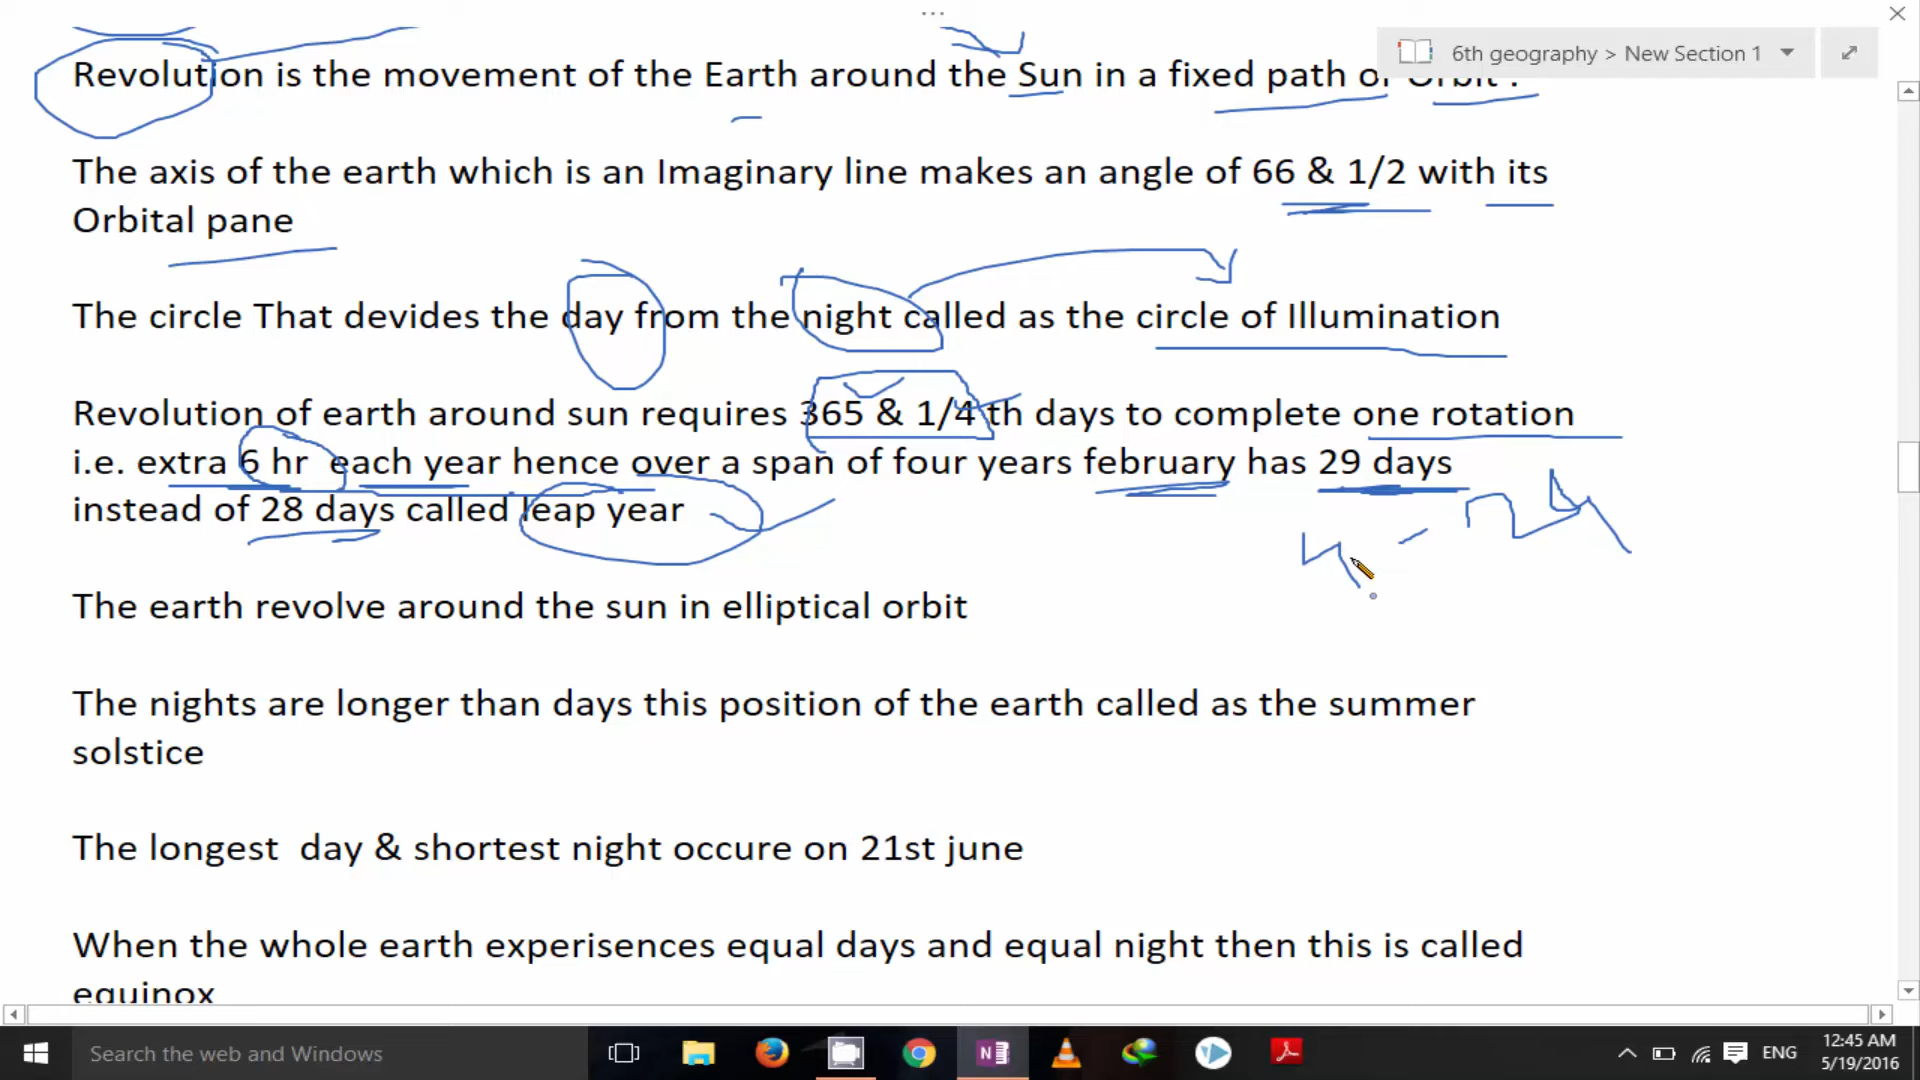 6th geography > New Section 1
Revolution is the movement of the Earth around the Sun in a fixed path or Orbit .
The axis of the earth which is an Imaginary line makes an angle of 66 & 1/2 with its
Orbital pane
The circle That devides the day from the night called as the circle of Illumination
Revolution of earth around sun requires 365 & 1/4 th days to complete one rotation
i.e. extra 6 hr each year hence over a span of four years february has 29 days
instead of 28 days called leap year
4 - 24
The earth revolve around the sun in elliptical orbit
The nights are longer than days this position of the earth called as the summer
solstice
The longest day & shortest night occure on 21st june
When the whole earth experisences equal days and equal night then this is called
equinox
Search the web and Windows
ENG
12:45 AM
5/19/2016